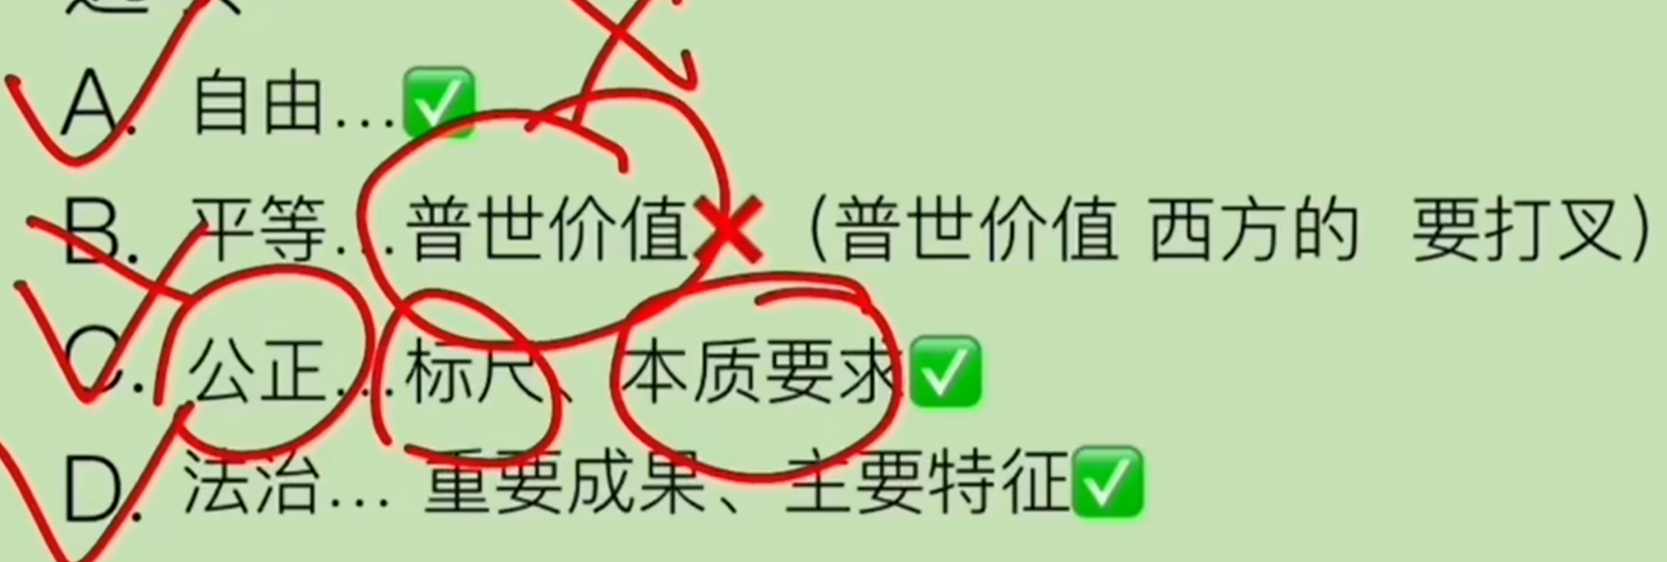 A. 自由...✅
B. 平等...普世价值❌（普世价值 西方的 要打叉）
C. 公正...标尺、本质要求✅
D. 法治... 重要成果、主要特征✅